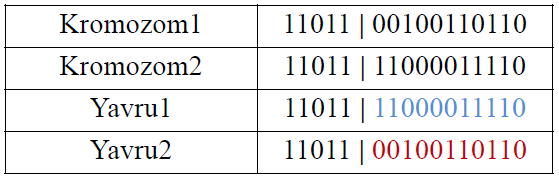 Kromozom1 11011 | 00100110110
Kromozom2 11011 | 11000011110
Yavru1 11011 | 11000011110
Yavru2 11011 | 00100110110